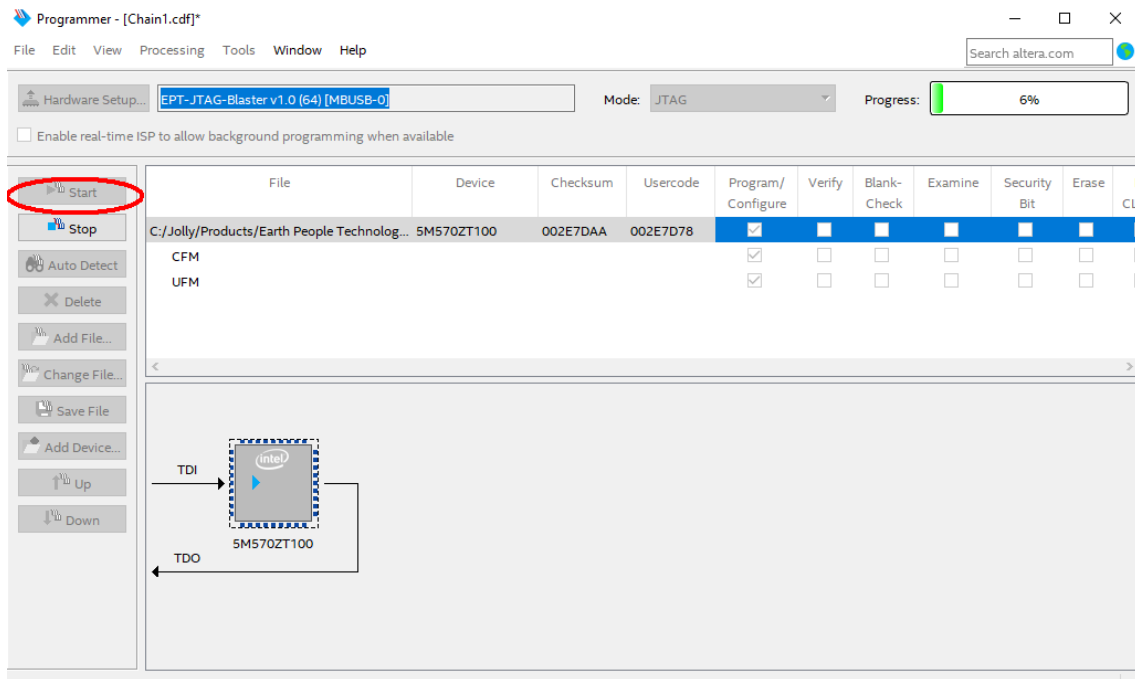 Programmer - [Chain1.cdf]*
File Edit View Processing Tools Window Help
Search altera.com
Hardware Setup... EPT-JTAG-Blaster v1.0 (64) [MBUSB-0] Mode: JTAG Progress: 6%
Enable real-time ISP to allow background programming when available
Start
Stop
Auto Detect
Delete
Add File...
Change File...
Save File
Add Device...
Up
Down
File Device Checksum Usercode Program/ Verify Blank- Examine Security Erase
Configure Check Bit CL
C:/Jolly/Products/Earth People Technolog... 5M570ZT100 002E7DAA 002E7D78
CFM
UFM
TDI
intel
5M570ZT100
TDO